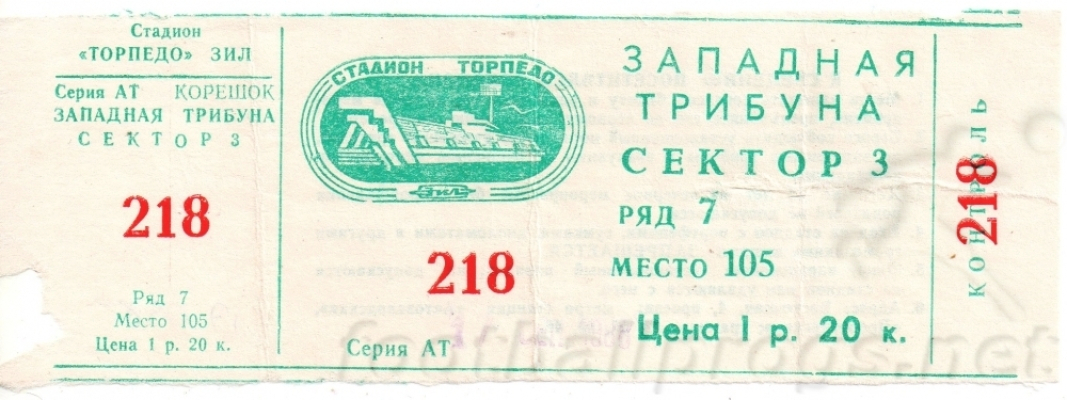 Стадион
«ТОРПЕДО» ЗИЛ
Серия АТ КОРЕШОК
ЗАПАДНАЯ ТРИБУНА
СЕКТОР 3
218
Ряд 7
Место 105
Цена 1 р. 20 к.
СТАДИОН ТОРПЕДО
ЗИЛ
218
Серия АТ
ЗАПАДНАЯ
ТРИБУНА
СЕКТОР 3
РЯД 7
МЕСТО 105
Цена 1 р. 20 к.
КОНТРОЛЬ
218
footballprogs.net